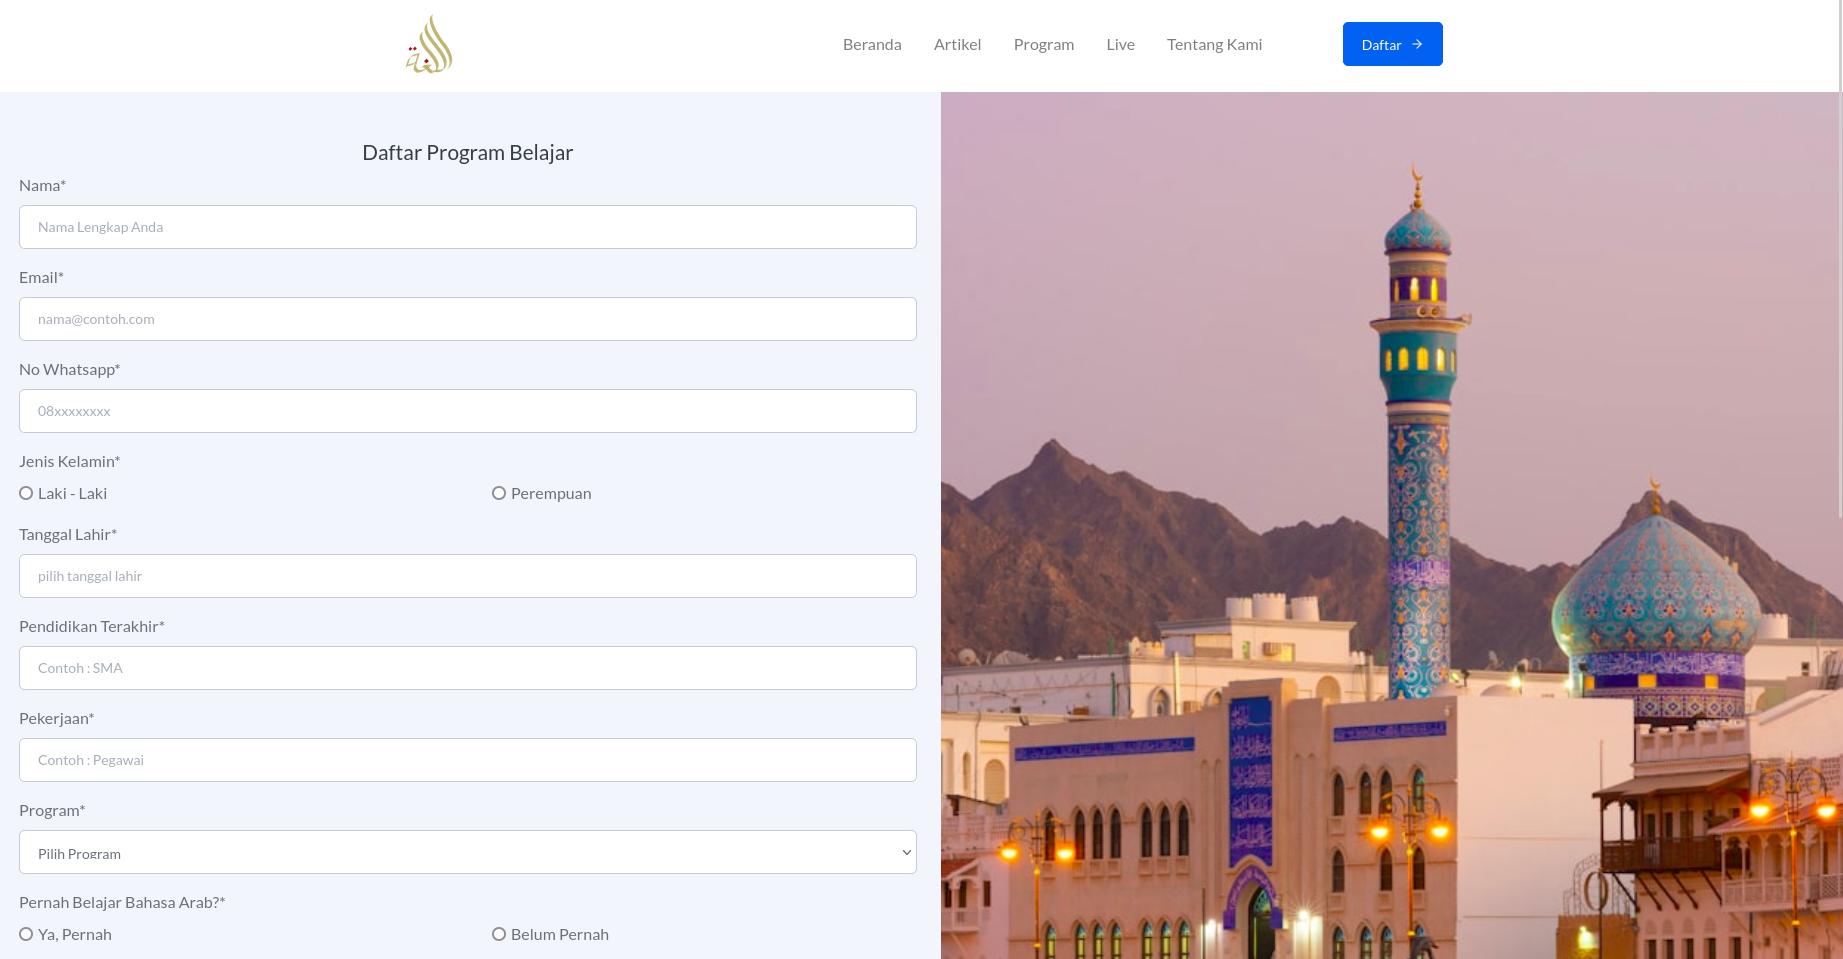 Beranda Artikel Program Live Tentang Kami Daftar
Daftar Program Belajar
Nama*
Nama Lengkap Anda
Email*
nama@contoh.com
No Whatsapp*
08xxxxxxxx
Jenis Kelamin*
Laki - Laki Perempuan
Tanggal Lahir*
pilih tanggal lahir
Pendidikan Terakhir*
Contoh : SMA
Pekerjaan*
Contoh : Pegawai
Program*
Pilih Program
Pernah Belajar Bahasa Arab?*
Ya, Pernah Belum Pernah